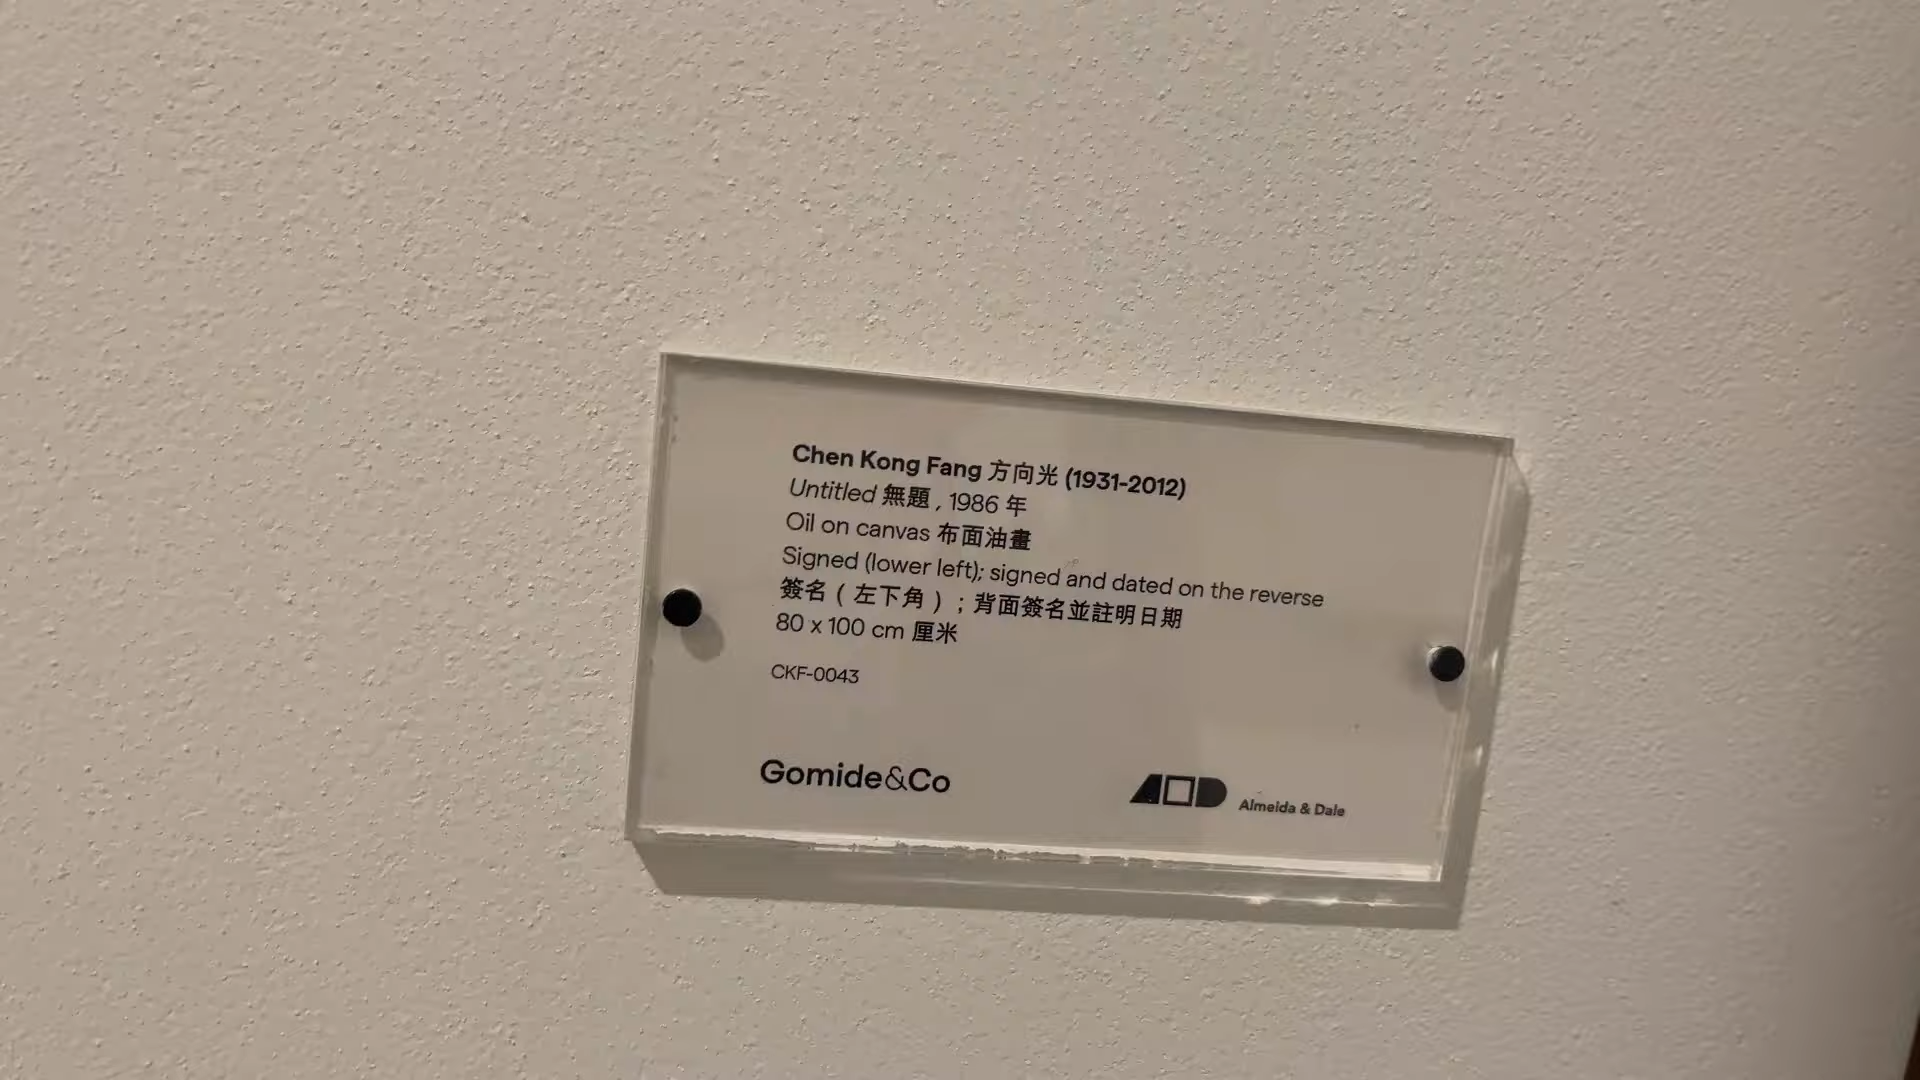 Chen Kong Fang 方向光 (1931-2012)
Untitled 無題 , 1986 年
Oil on canvas 布面油畫
Signed (lower left); signed and dated on the reverse
簽名（左下角）；背面簽名並註明日期
80 x 100 cm 厘米
CKF-0043
Gomide&Co
Almeida & Dale